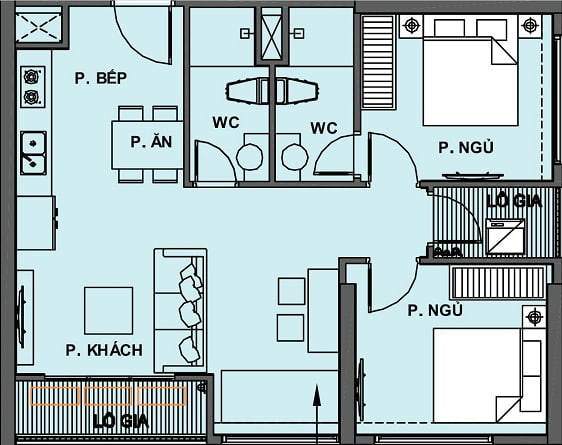 P. BẾP
P. ĂN
WC
WC
P. NGỦ
LÔ GIA
P. NGỦ
P. KHÁCH
LÔ GIA